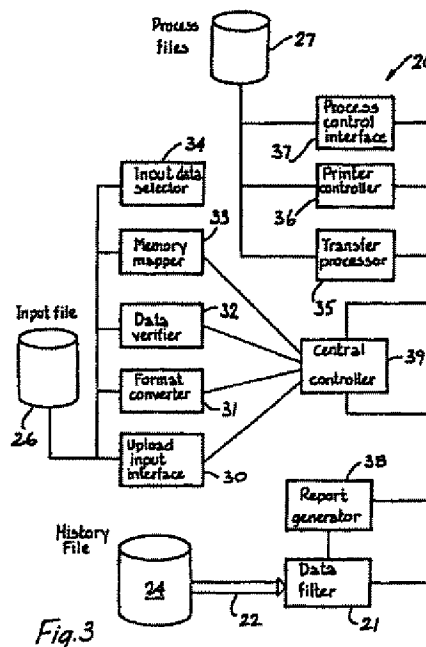 Process
files
27
20
34
Input data
selector
Process
control
interface
37
33
Memory
mapper
Printer
controller
36
Input file
32
Data
verifier
Transfer
processor
35
Central
controller
39
26
Format
converter
31
Upload
input
interface
30
38
Report
generator
History
File
24
22
Data
filter
21
Fig.3